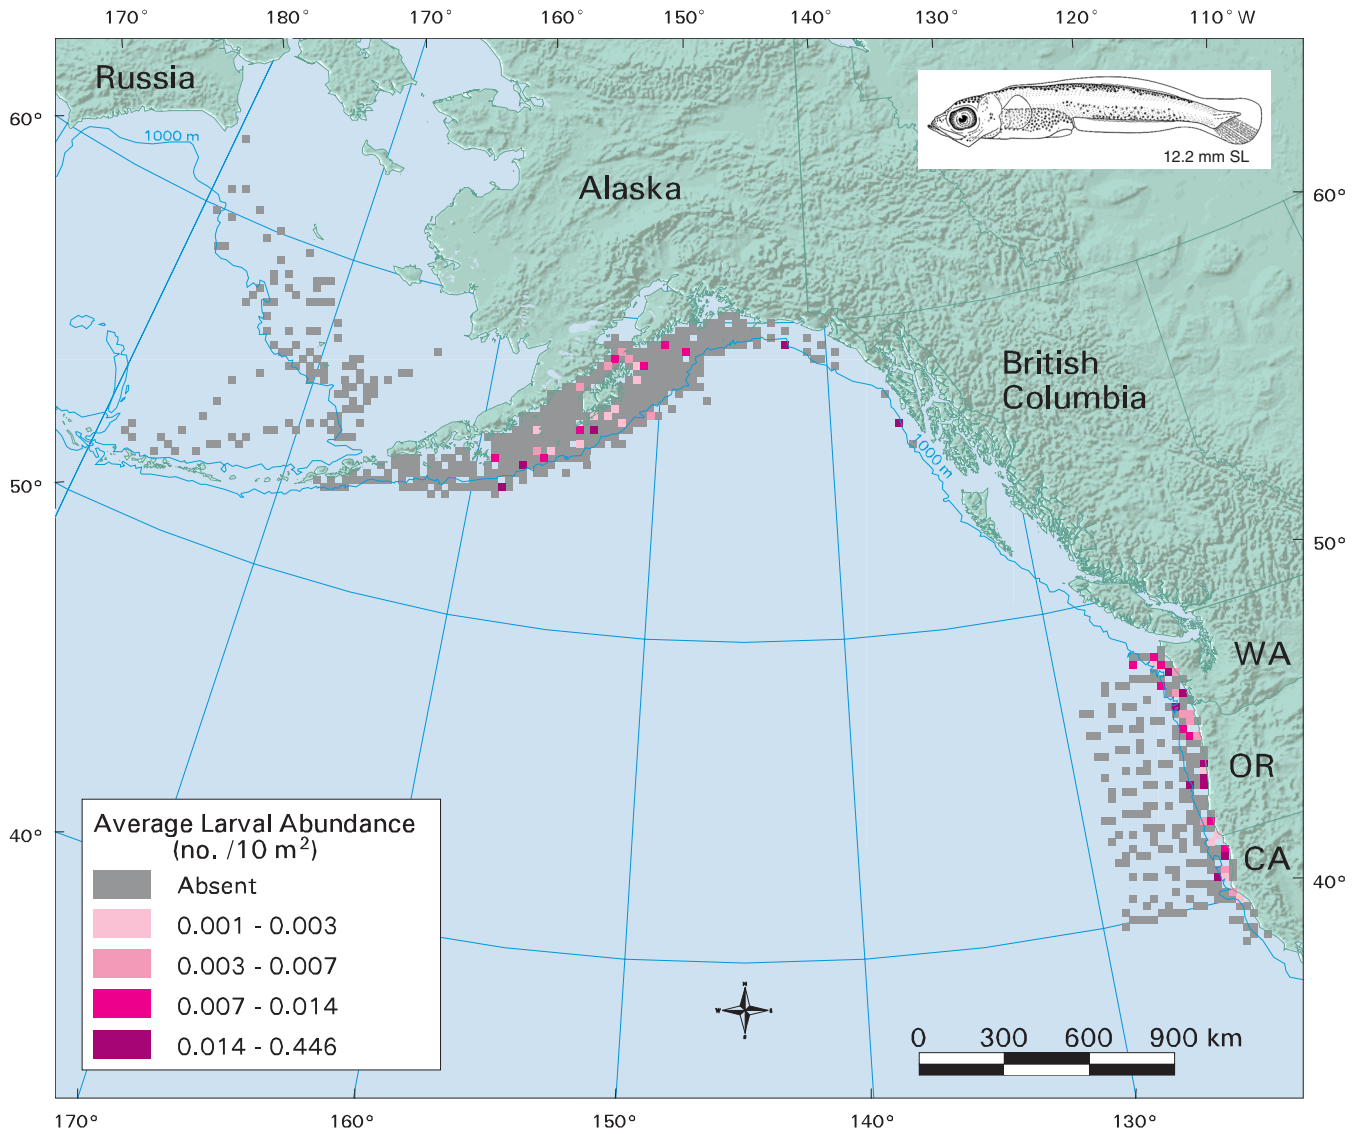 170° 180° 170° 160° 150° 140° 130° 120° 110° W
Russia
60°
1000 m
12.2 mm SL
Alaska
60°
British
Columbia
1000 m
50°
50°
WA
OR
CA
40°
40°
Average Larval Abundance
(no. /10 m²)
Absent
0.001 - 0.003
0.003 - 0.007
0.007 - 0.014
0.014 - 0.446
N
W
S
0 300 600 900 km
170° 160° 150° 140° 130°